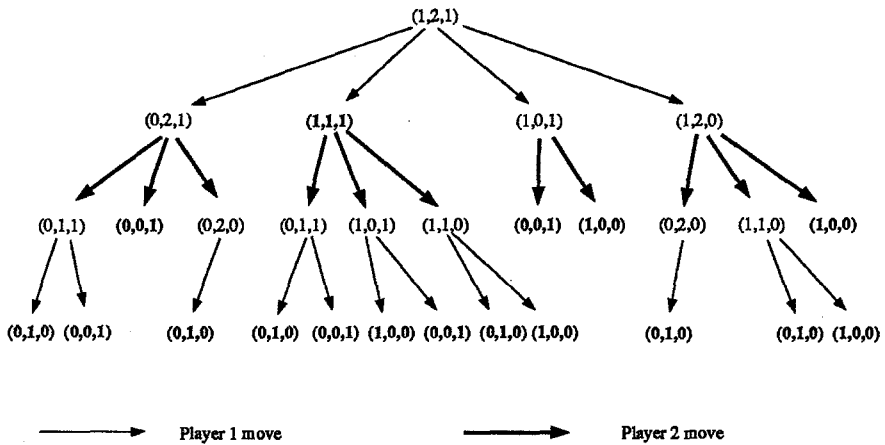 (1,2,1)
(0,2,1) (1,1,1) (1,0,1) (1,2,0)
(0,1,1) (0,0,1) (0,2,0) (0,1,1) (1,0,1) (1,1,0) (0,0,1) (1,0,0) (0,2,0) (1,1,0) (1,0,0)
(0,1,0) (0,0,1) (0,1,0) (0,1,0) (0,0,1) (1,0,0) (0,0,1) (0,1,0) (1,0,0) (0,1,0) (0,1,0) (1,0,0)
Player 1 move Player 2 move